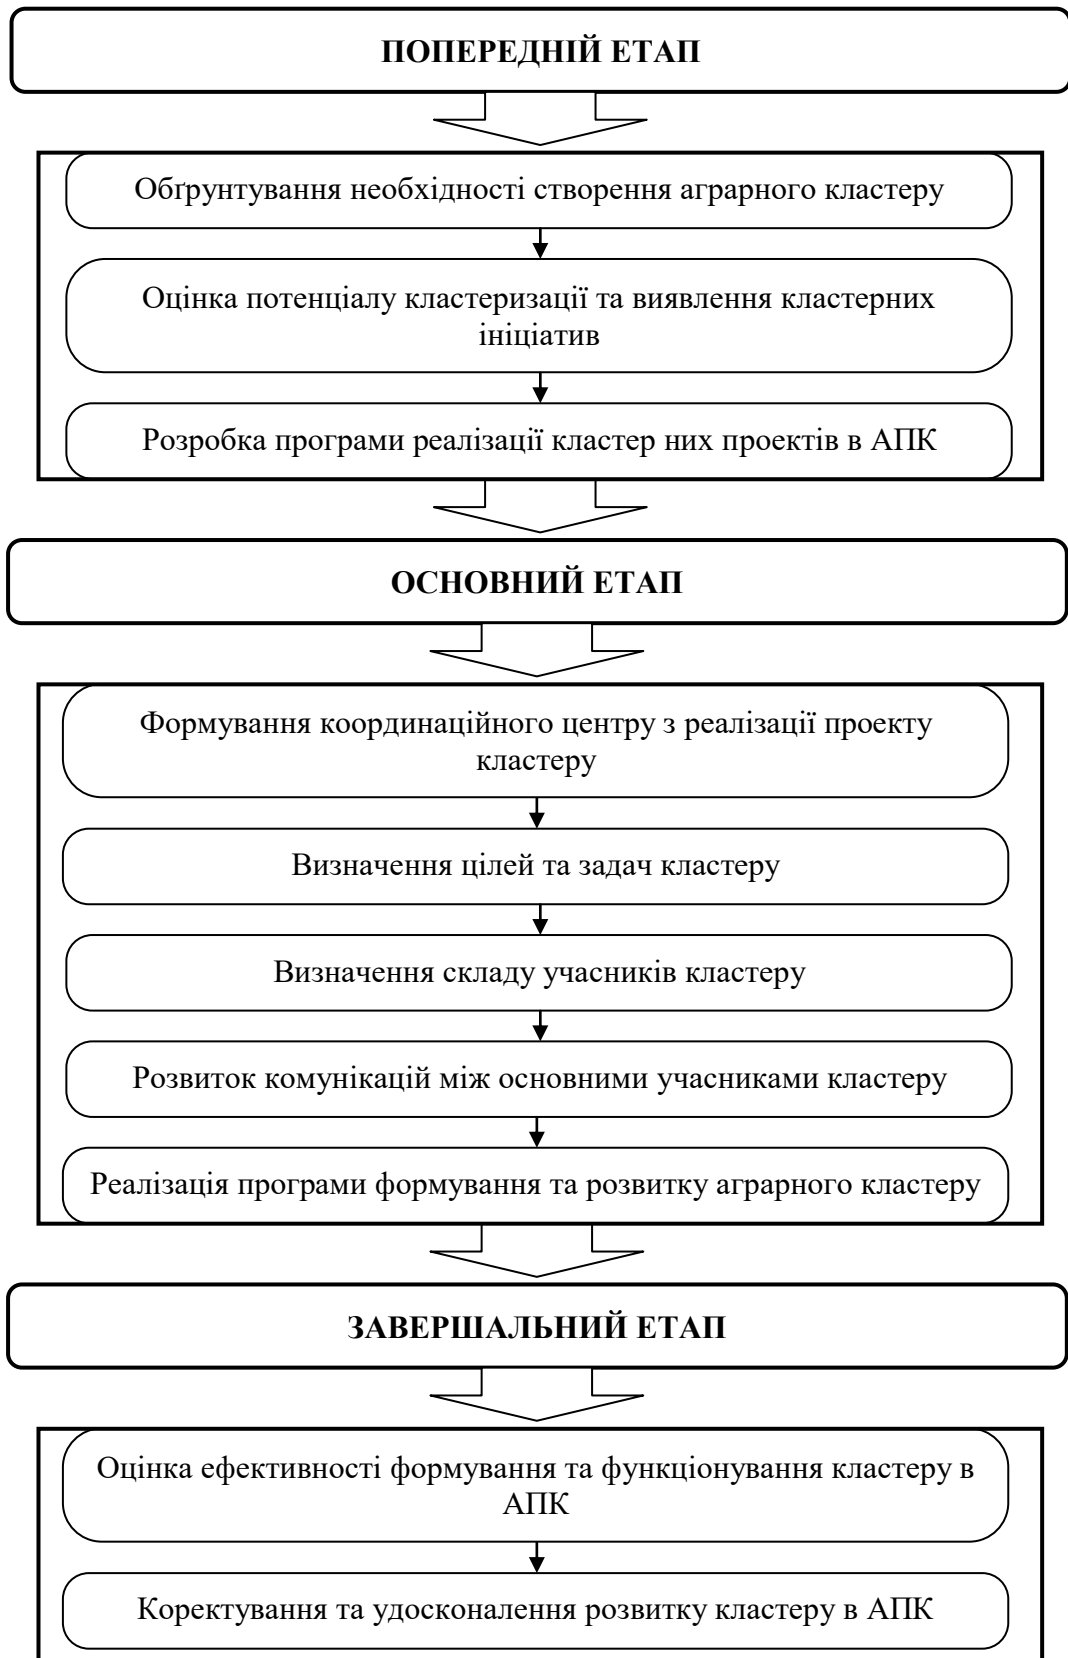 ПОПЕРЕДНІЙ ЕТАП
Обґрунтування необхідності створення аграрного кластеру
Оцінка потенціалу кластеризації та виявлення кластерних
ініціатив
Розробка програми реалізації кластер них проектів в АПК
ОСНОВНИЙ ЕТАП
Формування координаційного центру з реалізації проекту
кластеру
Визначення цілей та задач кластеру
Визначення складу учасників кластеру
Розвиток комунікацій між основними учасниками кластеру
Реалізація програми формування та розвитку аграрного кластеру
ЗАВЕРШАЛЬНИЙ ЕТАП
Оцінка ефективності формування та функціонування кластеру в
АПК
Коректування та удосконалення розвитку кластеру в АПК